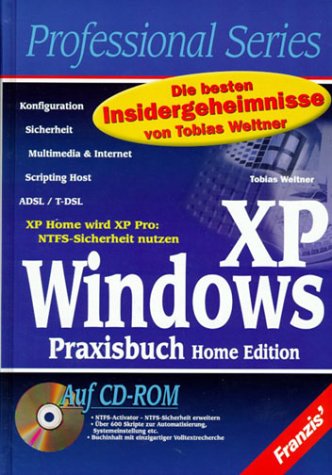 Professional Series
Die besten
Insidergeheimnisse
von Tobias Weltner
Konfiguration
Sicherheit
Multimedia & Internet
Scripting Host
ADSL / T-DSL
Tobias Weltner
XP Home wird XP Pro:
NTFS-Sicherheit nutzen
XP
Windows
Praxisbuch Home Edition
Auf CD-ROM
• NTFS-Activator - NTFS-Sicherheit erweitern
• Über 600 Skripte zur Automatisierung,
Systemeinstellung etc.
• Buchinhalt mit einzigartiger Volltextrecherche
Franzis'